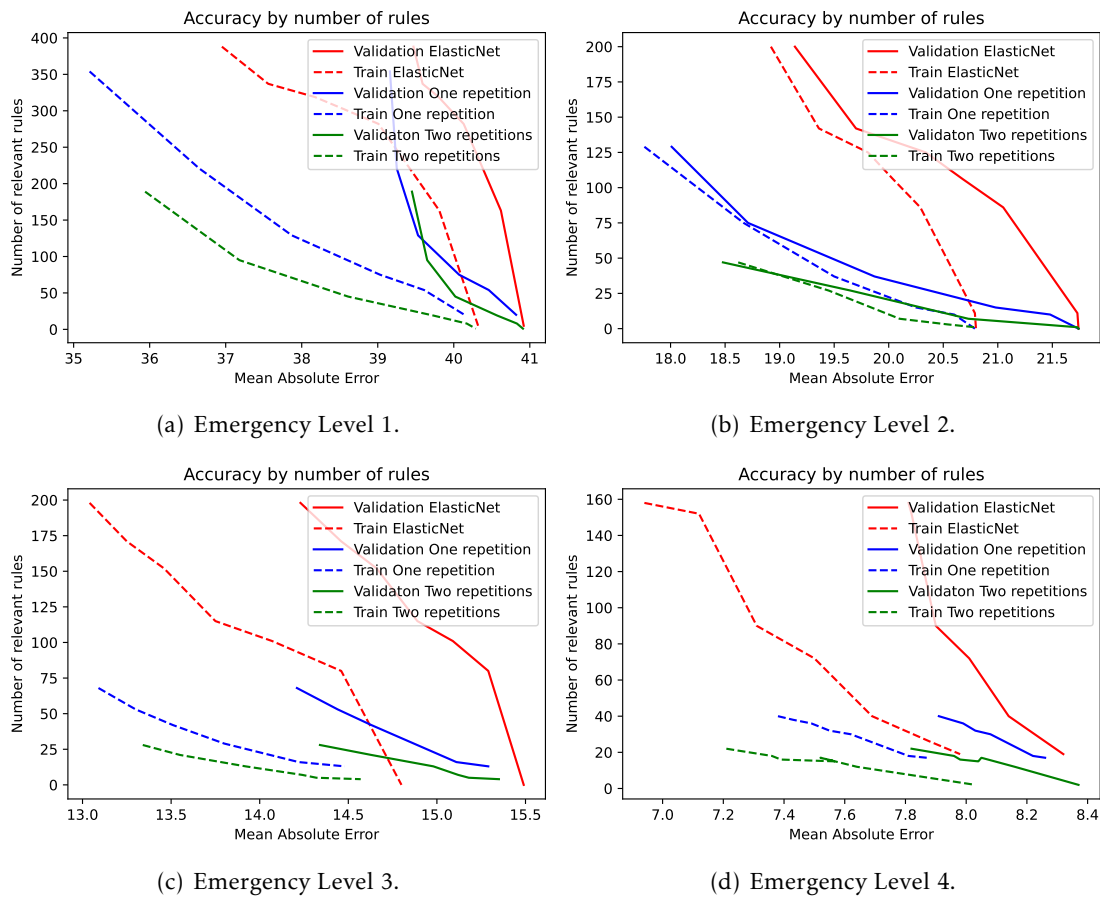 Accuracy by number of rules
400
350
300
250
200
150
100
50
0
Number of relevant rules
Validation ElasticNet
Train ElasticNet
Validation One repetition
Train One repetition
Validaton Two repetitions
Train Two repetitions
35 36 37 38 39 40 41
Mean Absolute Error
(a) Emergency Level 1.
Accuracy by number of rules
200
175
150
125
100
75
50
25
0
Number of relevant rules
Validation ElasticNet
Train ElasticNet
Validation One repetition
Train One repetition
Validaton Two repetitions
Train Two repetitions
18.0 18.5 19.0 19.5 20.0 20.5 21.0 21.5
Mean Absolute Error
(b) Emergency Level 2.
Accuracy by number of rules
200
175
150
125
100
75
50
25
0
Number of relevant rules
Validation ElasticNet
Train ElasticNet
Validation One repetition
Train One repetition
Validaton Two repetitions
Train Two repetitions
13.0 13.5 14.0 14.5 15.0 15.5
Mean Absolute Error
(c) Emergency Level 3.
Accuracy by number of rules
160
140
120
100
80
60
40
20
0
Number of relevant rules
Validation ElasticNet
Train ElasticNet
Validation One repetition
Train One repetition
Validaton Two repetitions
Train Two repetitions
7.0 7.2 7.4 7.6 7.8 8.0 8.2 8.4
Mean Absolute Error
(d) Emergency Level 4.